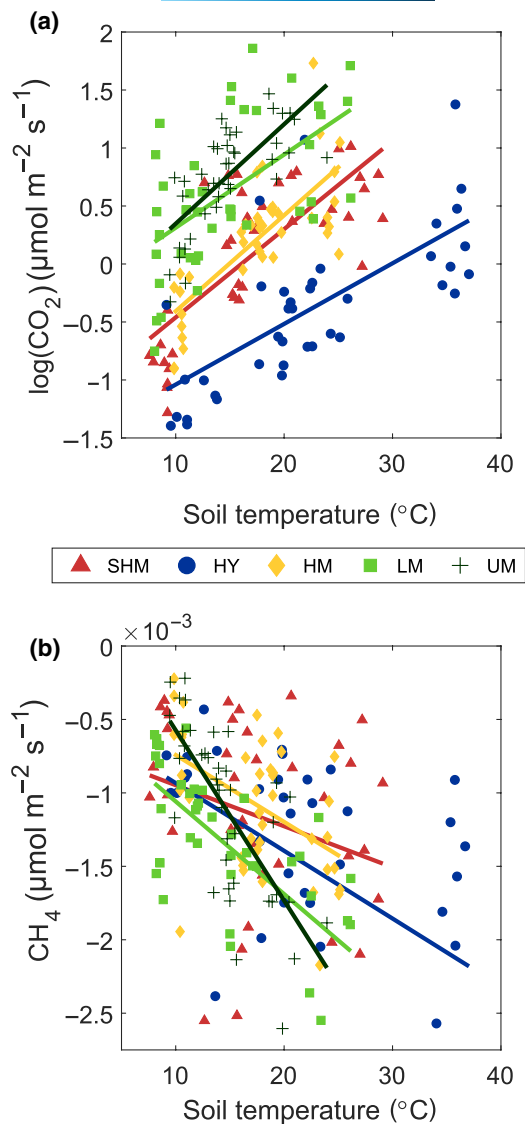 (a)
2
1.5
1
0.5
0
−0.5
−1
−1.5
log(CO₂) (µmol m⁻² s⁻¹)
10 20 30 40
Soil temperature (°C)
SHM HY HM LM UM
(b)
× 10⁻³
0
−0.5
−1
−1.5
−2
−2.5
CH₄ (µmol m⁻² s⁻¹)
10 20 30 40
Soil temperature (°C)